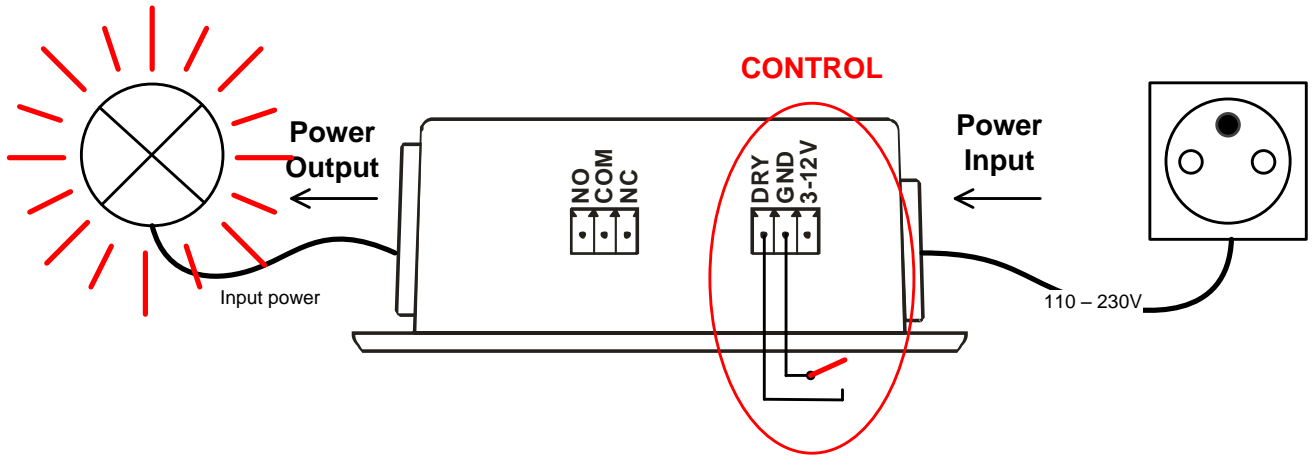 CONTROL
Power
Output
Power
Input
NO
COM
NC
DRY
GND
3-12V
Input power
110 – 230V